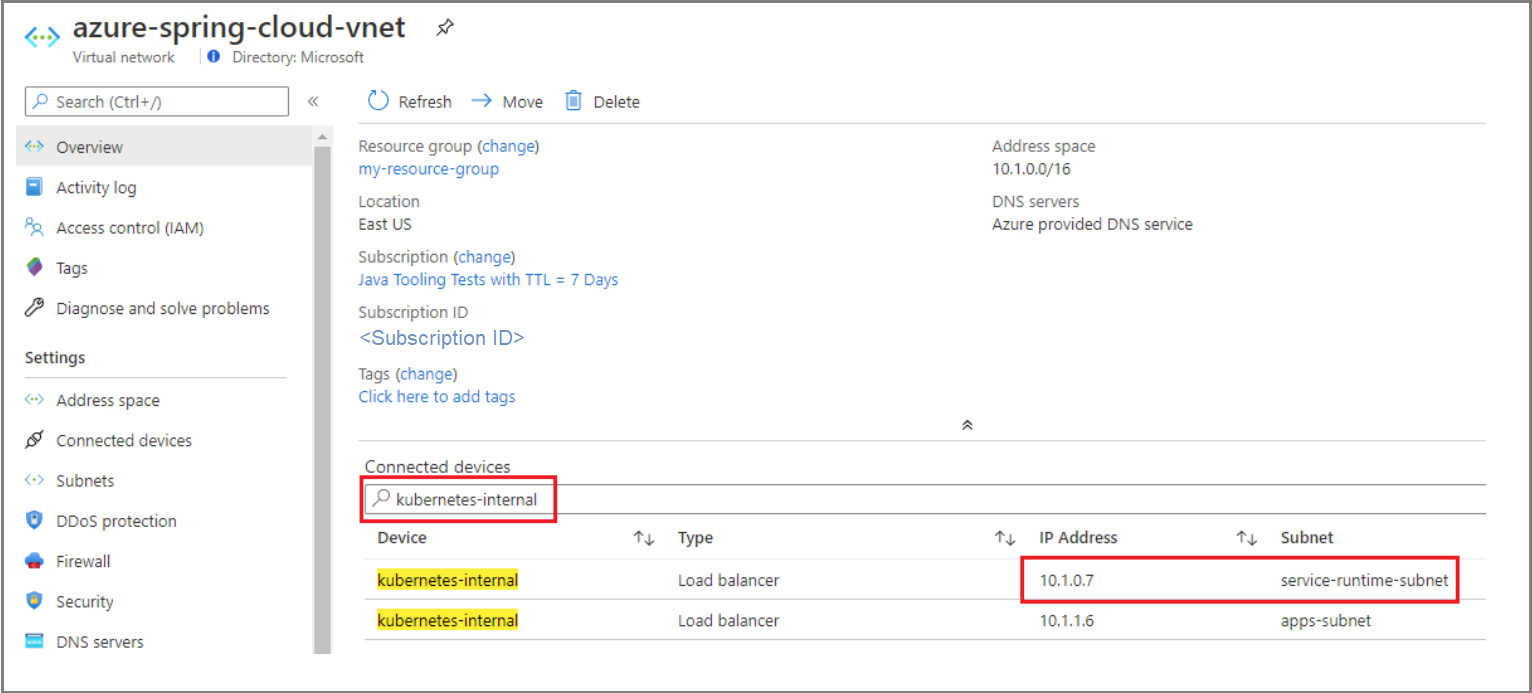 azure-spring-cloud-vnet
Virtual network Directory: Microsoft
Search (Ctrl+/)
Overview
Activity log
Access control (IAM)
Tags
Diagnose and solve problems
Settings
Address space
Connected devices
Subnets
DDoS protection
Firewall
Security
DNS servers
Refresh Move Delete
Resource group (change)
my-resource-group
Location
East US
Subscription (change)
Java Tooling Tests with TTL = 7 Days
Subscription ID
<Subscription ID>
Tags (change)
Click here to add tags
Address space
10.1.0.0/16
DNS servers
Azure provided DNS service
Connected devices
kubernetes-internal
Device Type IP Address Subnet
kubernetes-internal Load balancer 10.1.0.7 service-runtime-subnet
kubernetes-internal Load balancer 10.1.1.6 apps-subnet